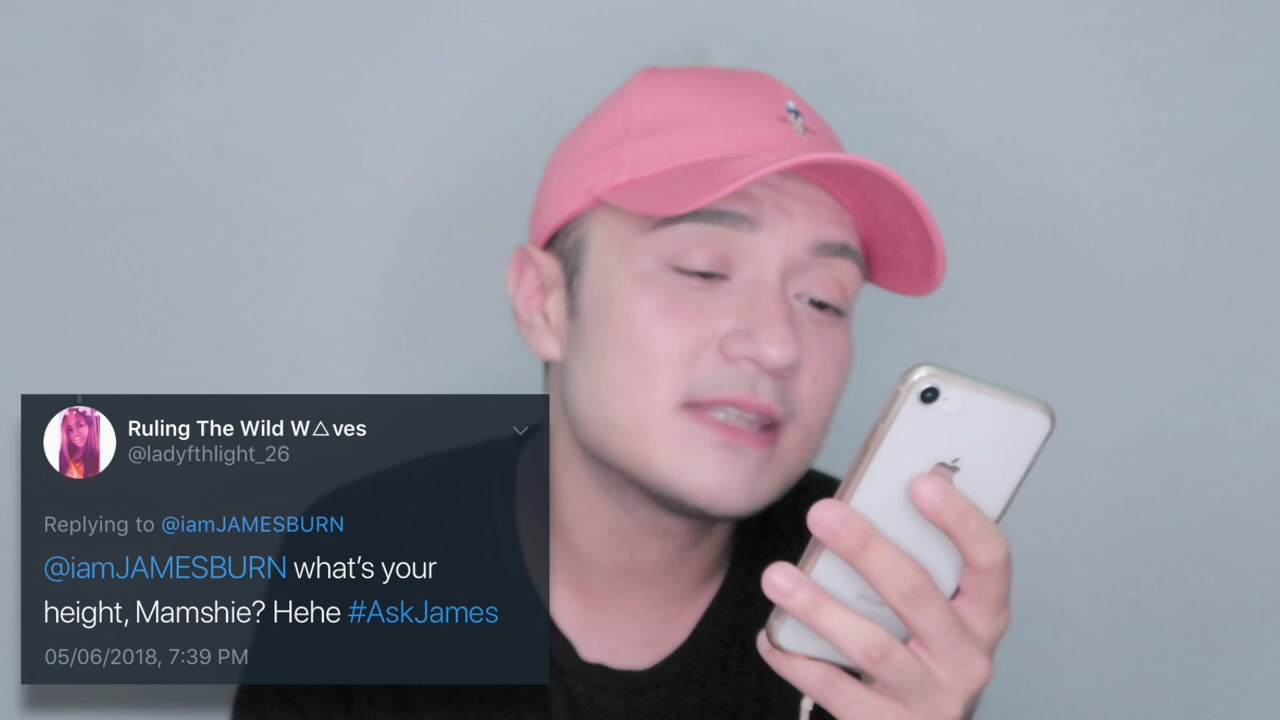 Ruling The Wild W△ves
@ladyfthlight_26
Replying to @iamJAMESBURN
@iamJAMESBURN what’s your
height, Mamshie? Hehe #AskJames
05/06/2018, 7:39 PM